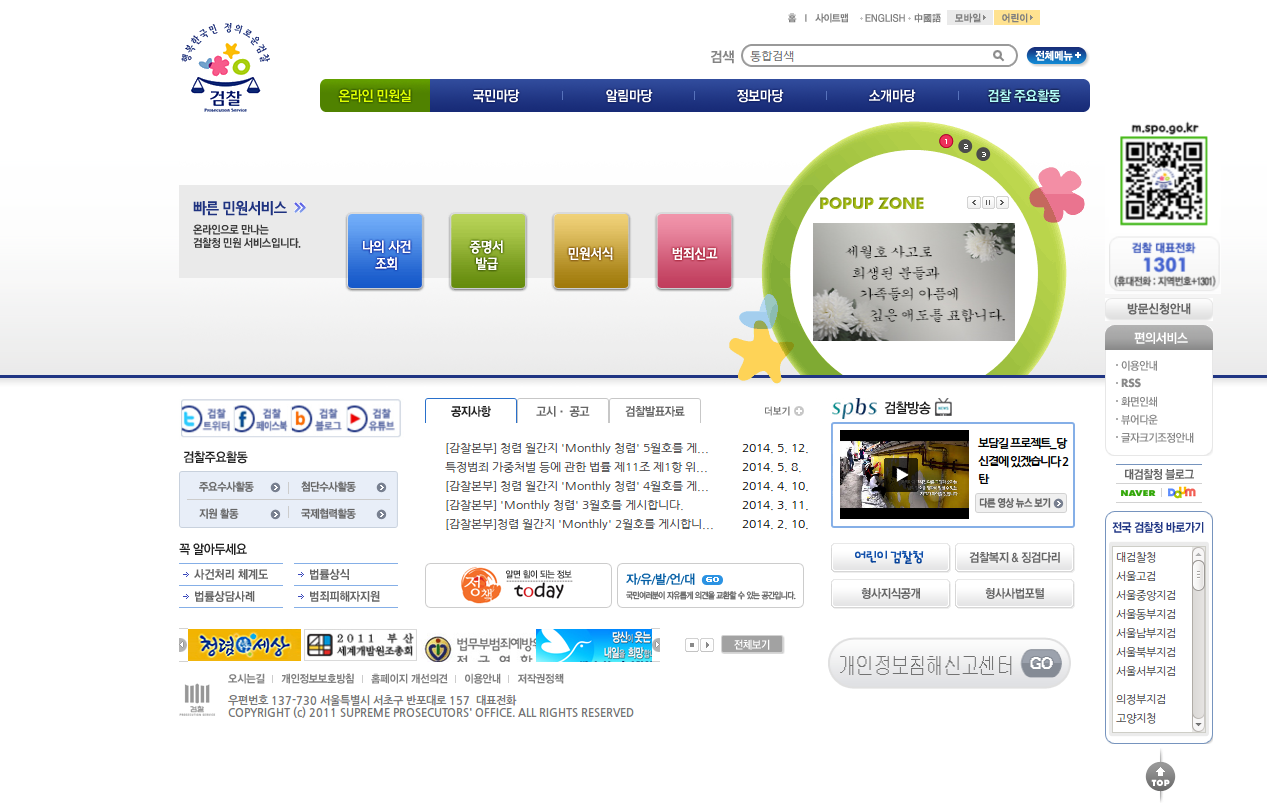 홈 | 사이트맵 · ENGLISH · 中國語 모바일 어린이
행복한국민 정의로운검찰
검찰
Prosecution Service
검색 통합검색 전체메뉴 +
온라인 민원실 국민마당 알림마당 정보마당 소개마당 검찰 주요활동
빠른 민원서비스
온라인으로 만나는
검찰청 민원 서비스입니다.
나의 사건
조회
증명서
발급
민원서식
범죄신고
1 2 3
POPUP ZONE
세월호 사고로
희생된 분들과
가족들의 아픔에
깊은 애도를 표합니다.
m.spo.go.kr
검찰 대표전화
1301
(휴대전화 : 지역번호+1301)
방문신청안내
편의서비스
· 이용안내
· RSS
· 화면인쇄
· 뷰어다운
· 글자크기조정안내
대검찰청 블로그
NAVER | Daum
전국 검찰청 바로가기
대검찰청
서울고검
서울중앙지검
서울동부지검
서울남부지검
서울북부지검
서울서부지검
의정부지검
고양지청
TOP
검찰 트위터
검찰 페이스북
검찰 블로그
검찰 유튜브
검찰주요활동
주요수사활동 첨단수사활동
지원 활동 국제협력활동
꼭 알아두세요
사건처리 체계도 법률상식
법률상담사례 범죄피해자지원
공지사항 고시 · 공고 검찰발표자료 더보기
[감찰본부] 청렴 월간지 'Monthly 청렴' 5월호를 게... 2014. 5. 12.
특정범죄 가중처벌 등에 관한 법률 제11조 제1항 위... 2014. 5. 8.
[감찰본부] 청렴 월간지 'Monthly 청렴' 4월호를 게... 2014. 4. 10.
[감찰본부] 'Monthly 청렴' 3월호를 게시합니다. 2014. 3. 11.
[감찰본부]청렴 월간지 'Monthly' 2월호를 게시합니... 2014. 2. 10.
정책
알면 힘이 되는 정보
today
자/유/발/언/대 GO
국민여러분이 자유롭게 의견을 교환할 수 있는 공간입니다.
spbs 검찰방송 NEWS
보담길 프로젝트_당
신곁에 있겠습니다 2
탄
다른 영상 뉴스 보기
어린이 검찰청 검찰복지 & 징검다리
형사지식공개 형사사법포털
청렴세상
2011 부산
세계개발원조총회
법무부범죄예방위
전국연합
당신이 웃는
내일을 희망합
전체보기
개인정보침해신고센터 GO
오시는길 | 개인정보보호방침 | 홈페이지 개선의견 | 이용안내 | 저작권정책
검찰
PROSECUTION SERVICE
우편번호 137-730 서울특별시 서초구 반포대로 157 대표전화
COPYRIGHT (c) 2011 SUPREME PROSECUTORS' OFFICE. ALL RIGHTS RESERVED